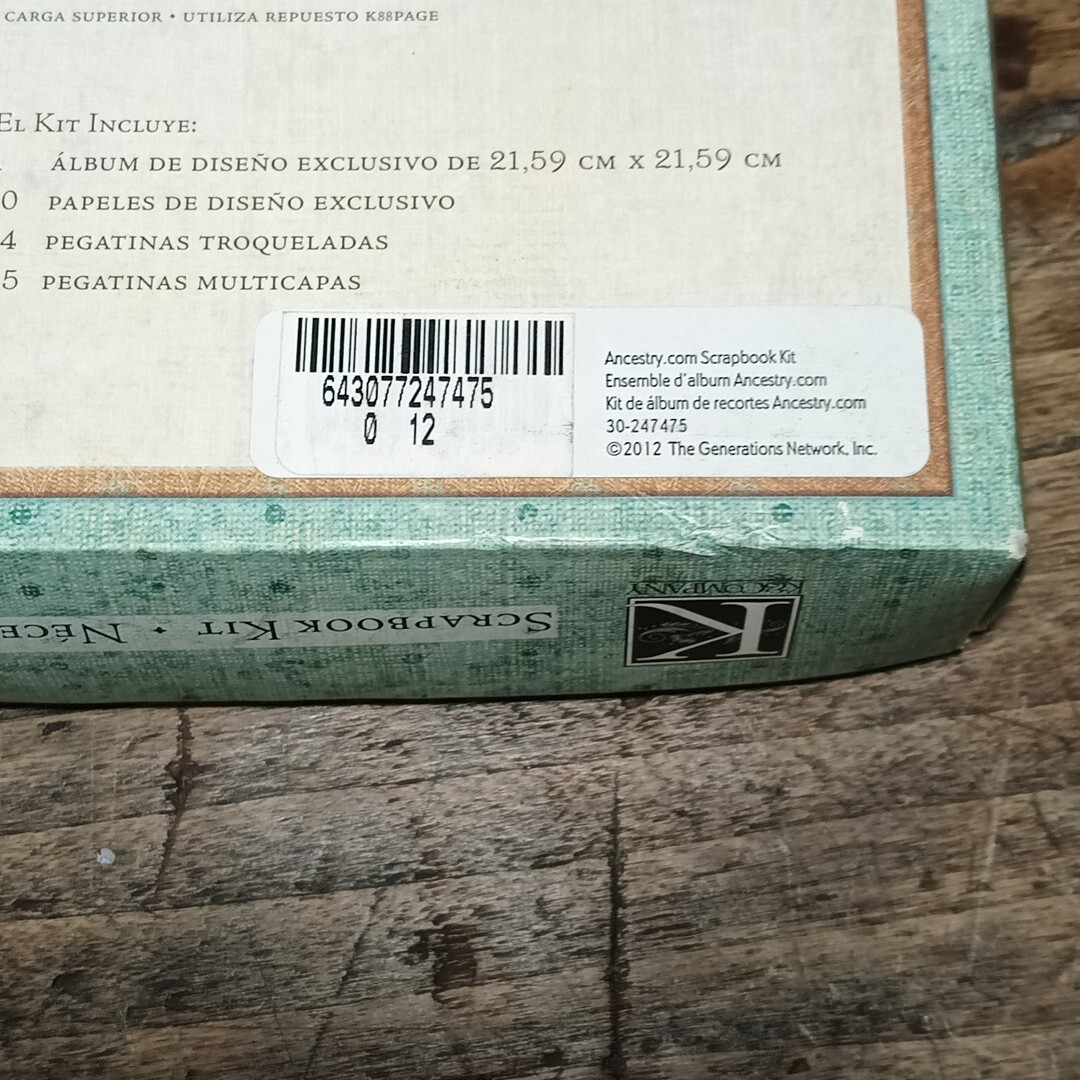 CARGA SUPERIOR • UTILIZA REPUESTO K88PAGE
EL KIT INCLUYE:
ÁLBUM DE DISEÑO EXCLUSIVO DE 21,59 CM X 21,59 CM
0 PAPELES DE DISEÑO EXCLUSIVO
4 PEGATINAS TROQUELADAS
5 PEGATINAS MULTICAPAS
643077247475
0 12
Ancestry.com Scrapbook Kit
Ensemble d'album Ancestry.com
Kit de álbum de recortes Ancestry.com
30-247475
©2012 The Generations Network, Inc.
K&COMPANY
K
SCRAPBOOK KIT • NÉCE